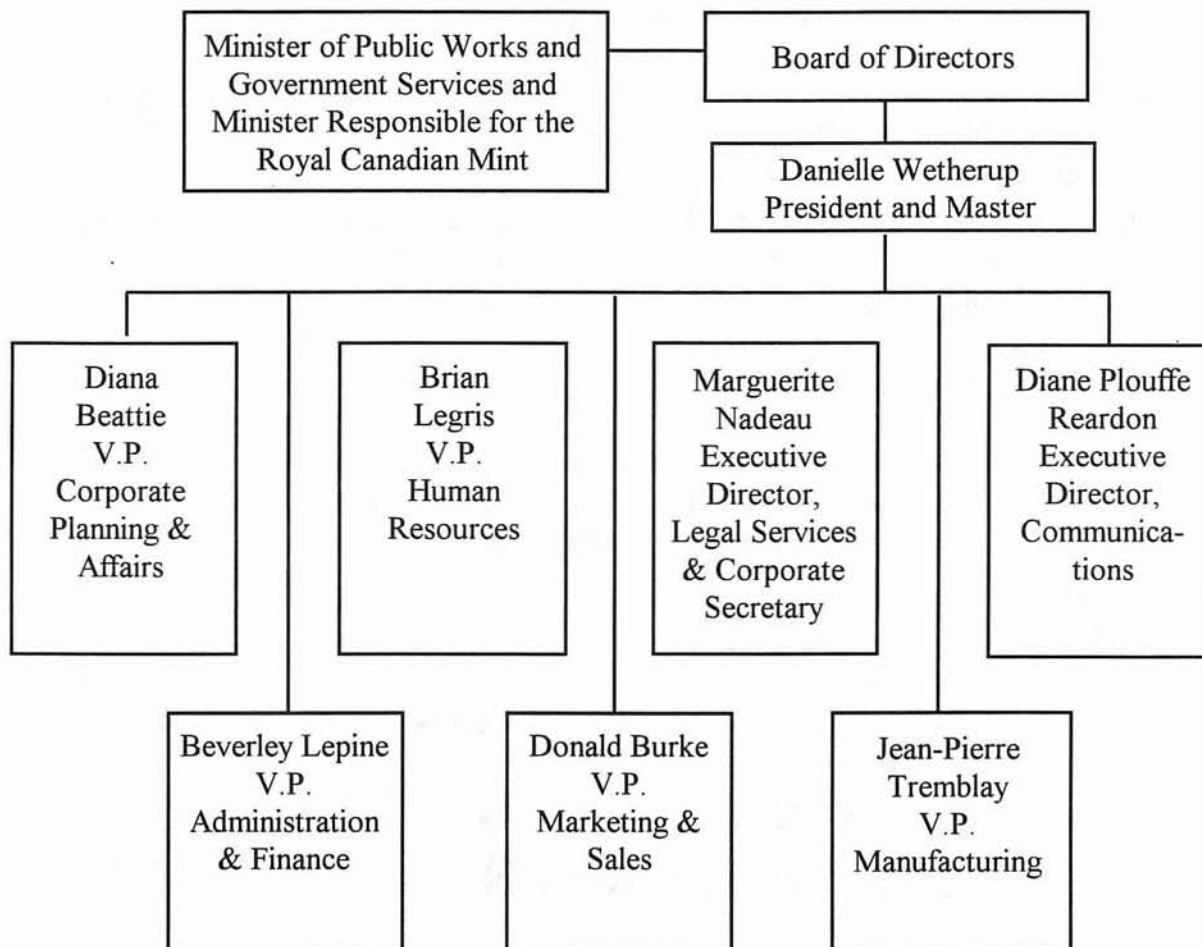 Minister of Public Works and
Government Services and
Minister Responsible for the
Royal Canadian Mint
Board of Directors
Danielle Wetherup
President and Master
Diana
Beattie
V.P.
Corporate
Planning &
Affairs
Brian
Legris
V.P.
Human
Resources
Marguerite
Nadeau
Executive
Director,
Legal Services
& Corporate
Secretary
Diane Plouffe
Reardon
Executive
Director,
Communica-
tions
Beverley Lepine
V.P.
Administration
& Finance
Donald Burke
V.P.
Marketing &
Sales
Jean-Pierre
Tremblay
V.P.
Manufacturing